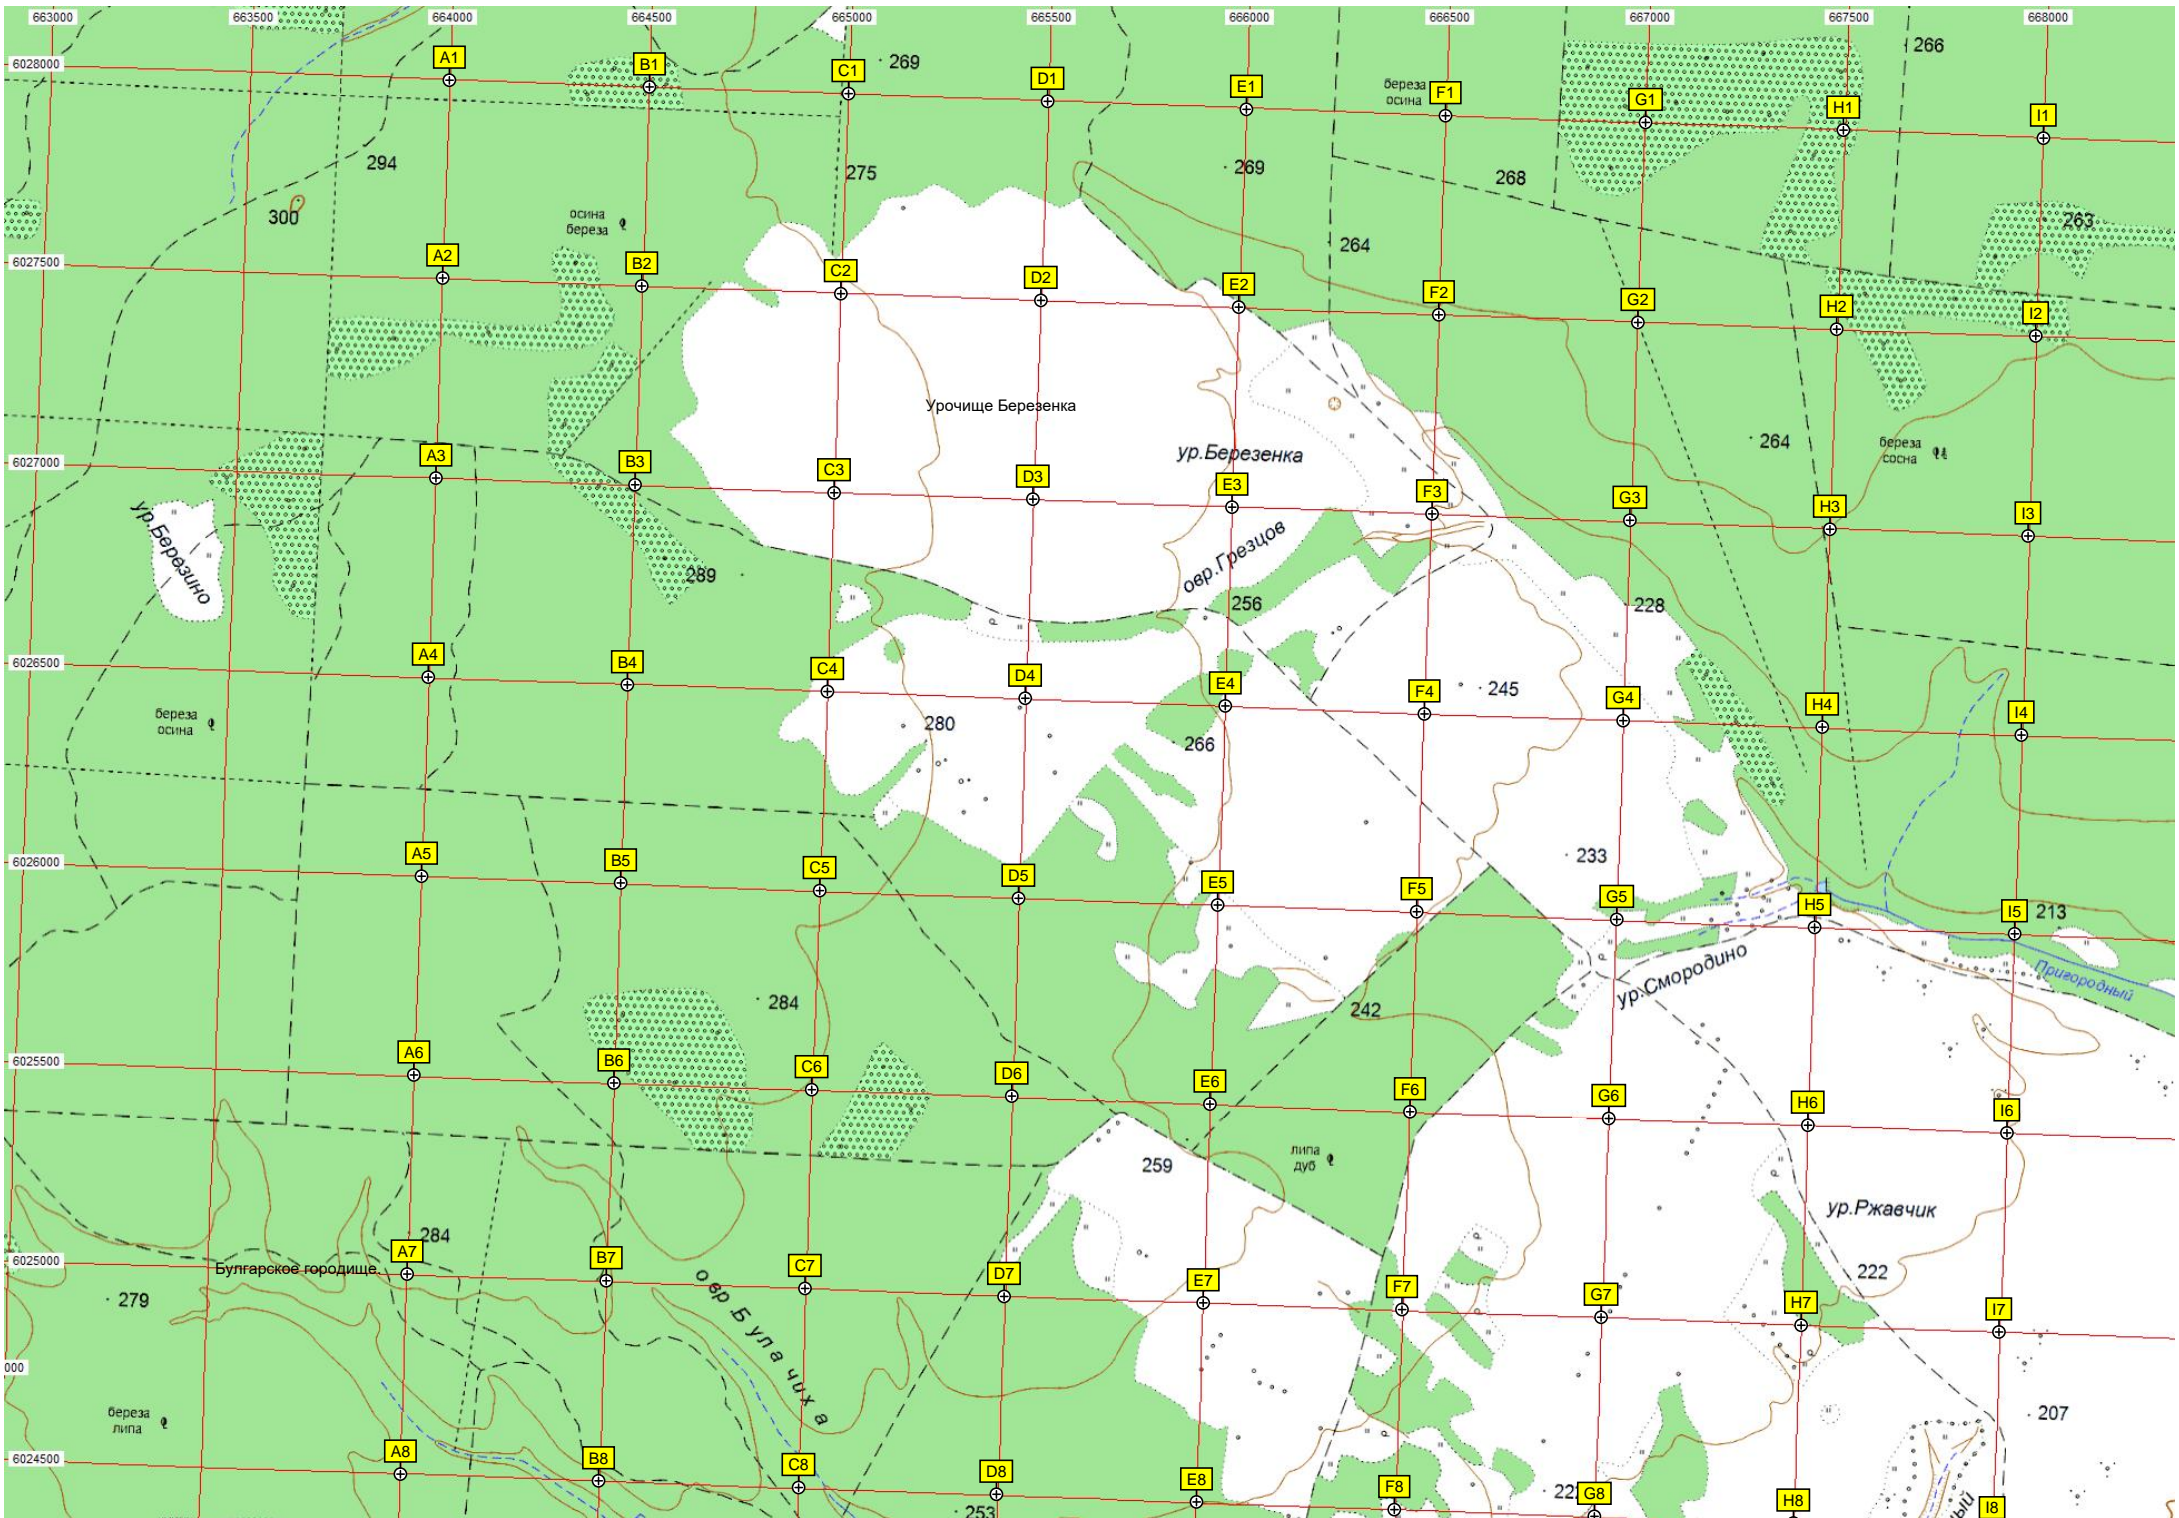 663000 663500 664000 664500 665000 665500 666000 666500 667000 667500 668000
6028000
A1 B1 C1 D1 E1 F1 G1 H1 I1
269
береза
осина
266
294
275
269
268
300
осина
береза
264
263
6027500
A2 B2 C2 D2 E2 F2 G2 H2 I2
Урочище Березенка
ур.Березенка
264
береза
сосна
6027000
A3 B3 C3 D3 E3 F3 G3 H3 I3
ур.Березино
овр.Грезцов
289
256
228
6026500
A4 B4 C4 D4 E4 F4 G4 H4 I4
береза
осина
280
266
245
233
6026000
A5 B5 C5 D5 E5 F5 G5 H5 I5
213
ур.Смородино
Пригородный
284
242
6025500
A6 B6 C6 D6 E6 F6 G6 H6 I6
липа
дуб
259
ур.Ржавчик
284
222
6025000
A7 B7 C7 D7 E7 F7 G7 H7 I7
Булгарское городище.
279
овр.Булачиха
000
береза
липа
207
6024500
A8 B8 C8 D8 E8 F8 G8 H8 I8
253
ный